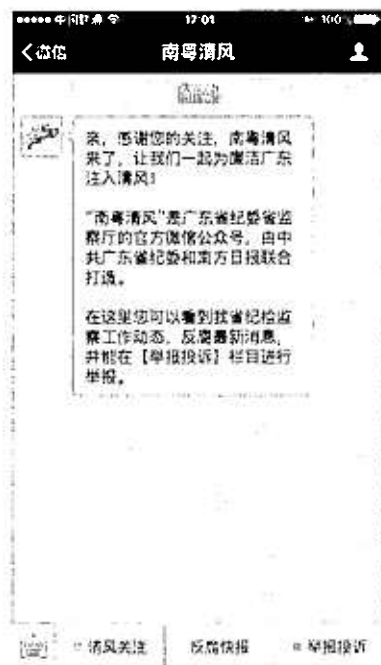 17:01
100%
微信
南粤清风
亲，感谢您的关注，南粤清风
来了，让我们一起为廉洁广东
注入清风！
“南粤清风”是广东省纪委省监
察厅的官方微信公众号，由中
共广东省纪委和南方日报联合
打造。
在这里您可以看到我省纪检监
察工作动态、反腐最新消息，
并能在【举报投诉】栏目进行
举报。
清风关注
反腐快报
举报投诉